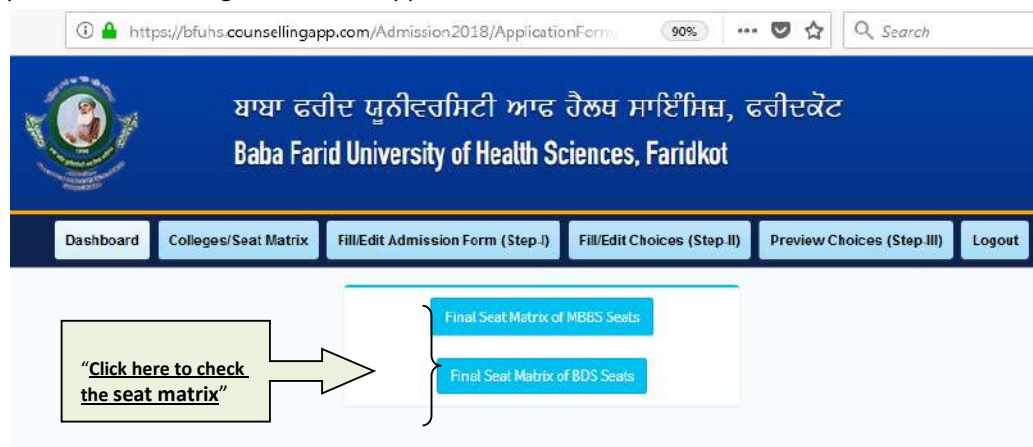 https://bfuhs.counsellingapp.com/Admission2018/ApplicationForm 90% Search
ਬਾਬਾ ਫਰੀਦ ਯੂਨੀਵਰਸਿਟੀ ਆਫ ਹੈਲਥ ਸਾਇੰਸਿਜ਼, ਫਰੀਦਕੋਟ
Baba Farid University of Health Sciences, Faridkot
Dashboard Colleges/Seat Matrix Fill/Edit Admission Form (Step-I) Fill/Edit Choices (Step-II) Preview Choices (Step-III) Logout
Final Seat Matrix of MBBS Seats
Final Seat Matrix of BDS Seats
“Click here to check
the seat matrix”